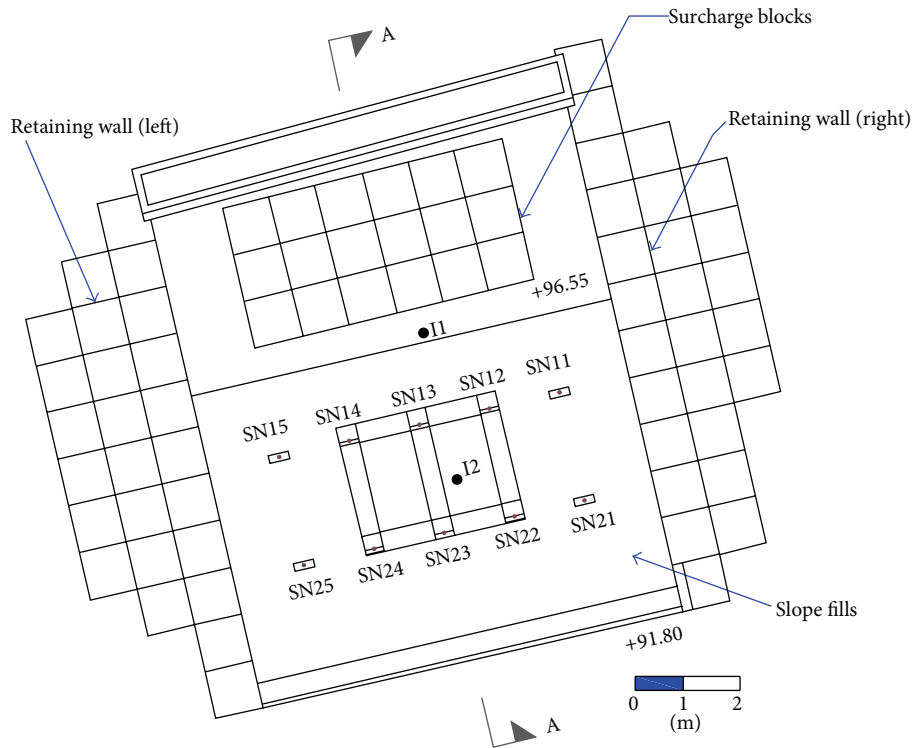 Surcharge blocks
A
Retaining wall (left)
Retaining wall (right)
+96.55
I1
SN11
SN12
SN13
SN14
SN15
I2
SN21
SN22
SN23
SN24
SN25
Slope fills
+91.80
0 1 2
(m)
A